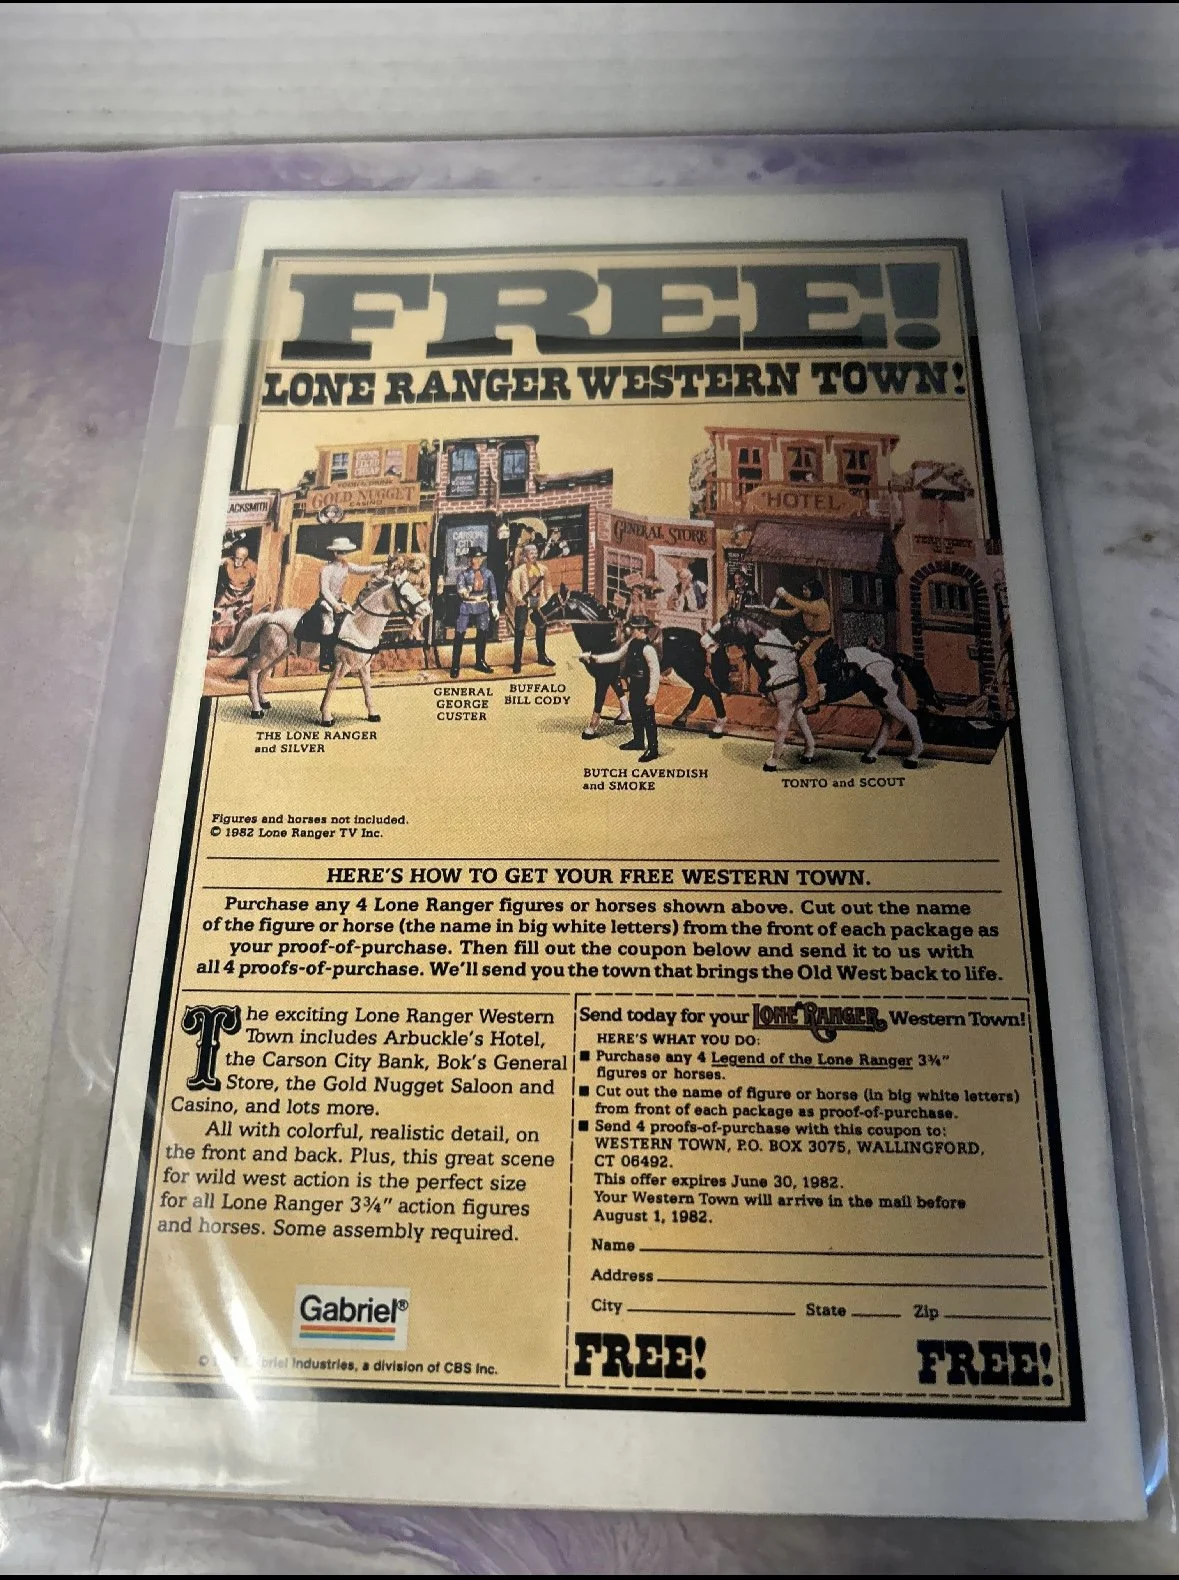 FREE!
LONE RANGER WESTERN TOWN!
GOLD NUGGET
CASINO
HOTEL
GENERAL STORE
CARSON
CITY
THE LONE RANGER
and SILVER
GENERAL
GEORGE
CUSTER
BUFFALO
BILL CODY
BUTCH CAVENDISH
and SMOKE
TONTO and SCOUT
Figures and horses not included.
© 1982 Lone Ranger TV Inc.
HERE'S HOW TO GET YOUR FREE WESTERN TOWN.
Purchase any 4 Lone Ranger figures or horses shown above. Cut out the name
of the figure or horse (the name in big white letters) from the front of each package as
your proof-of-purchase. Then fill out the coupon below and send it to us with
all 4 proofs-of-purchase. We'll send you the town that brings the Old West back to life.
The exciting Lone Ranger Western
Town includes Arbuckle's Hotel,
the Carson City Bank, Bok's General
Store, the Gold Nugget Saloon and
Casino, and lots more.
All with colorful, realistic detail, on
the front and back. Plus, this great scene
for wild west action is the perfect size
for all Lone Ranger 3¾" action figures
and horses. Some assembly required.
Gabriel®
Industries, a division of CBS Inc.
Send today for your LONE RANGER Western Town!
HERE'S WHAT YOU DO:
■ Purchase any 4 Legend of the Lone Ranger 3¾"
figures or horses.
■ Cut out the name of figure or horse (in big white letters)
from front of each package as proof-of-purchase.
■ Send 4 proofs-of-purchase with this coupon to:
WESTERN TOWN, P.O. BOX 3075, WALLINGFORD,
CT 06492.
This offer expires June 30, 1982.
Your Western Town will arrive in the mail before
August 1, 1982.
Name
Address
City State Zip
FREE! FREE!